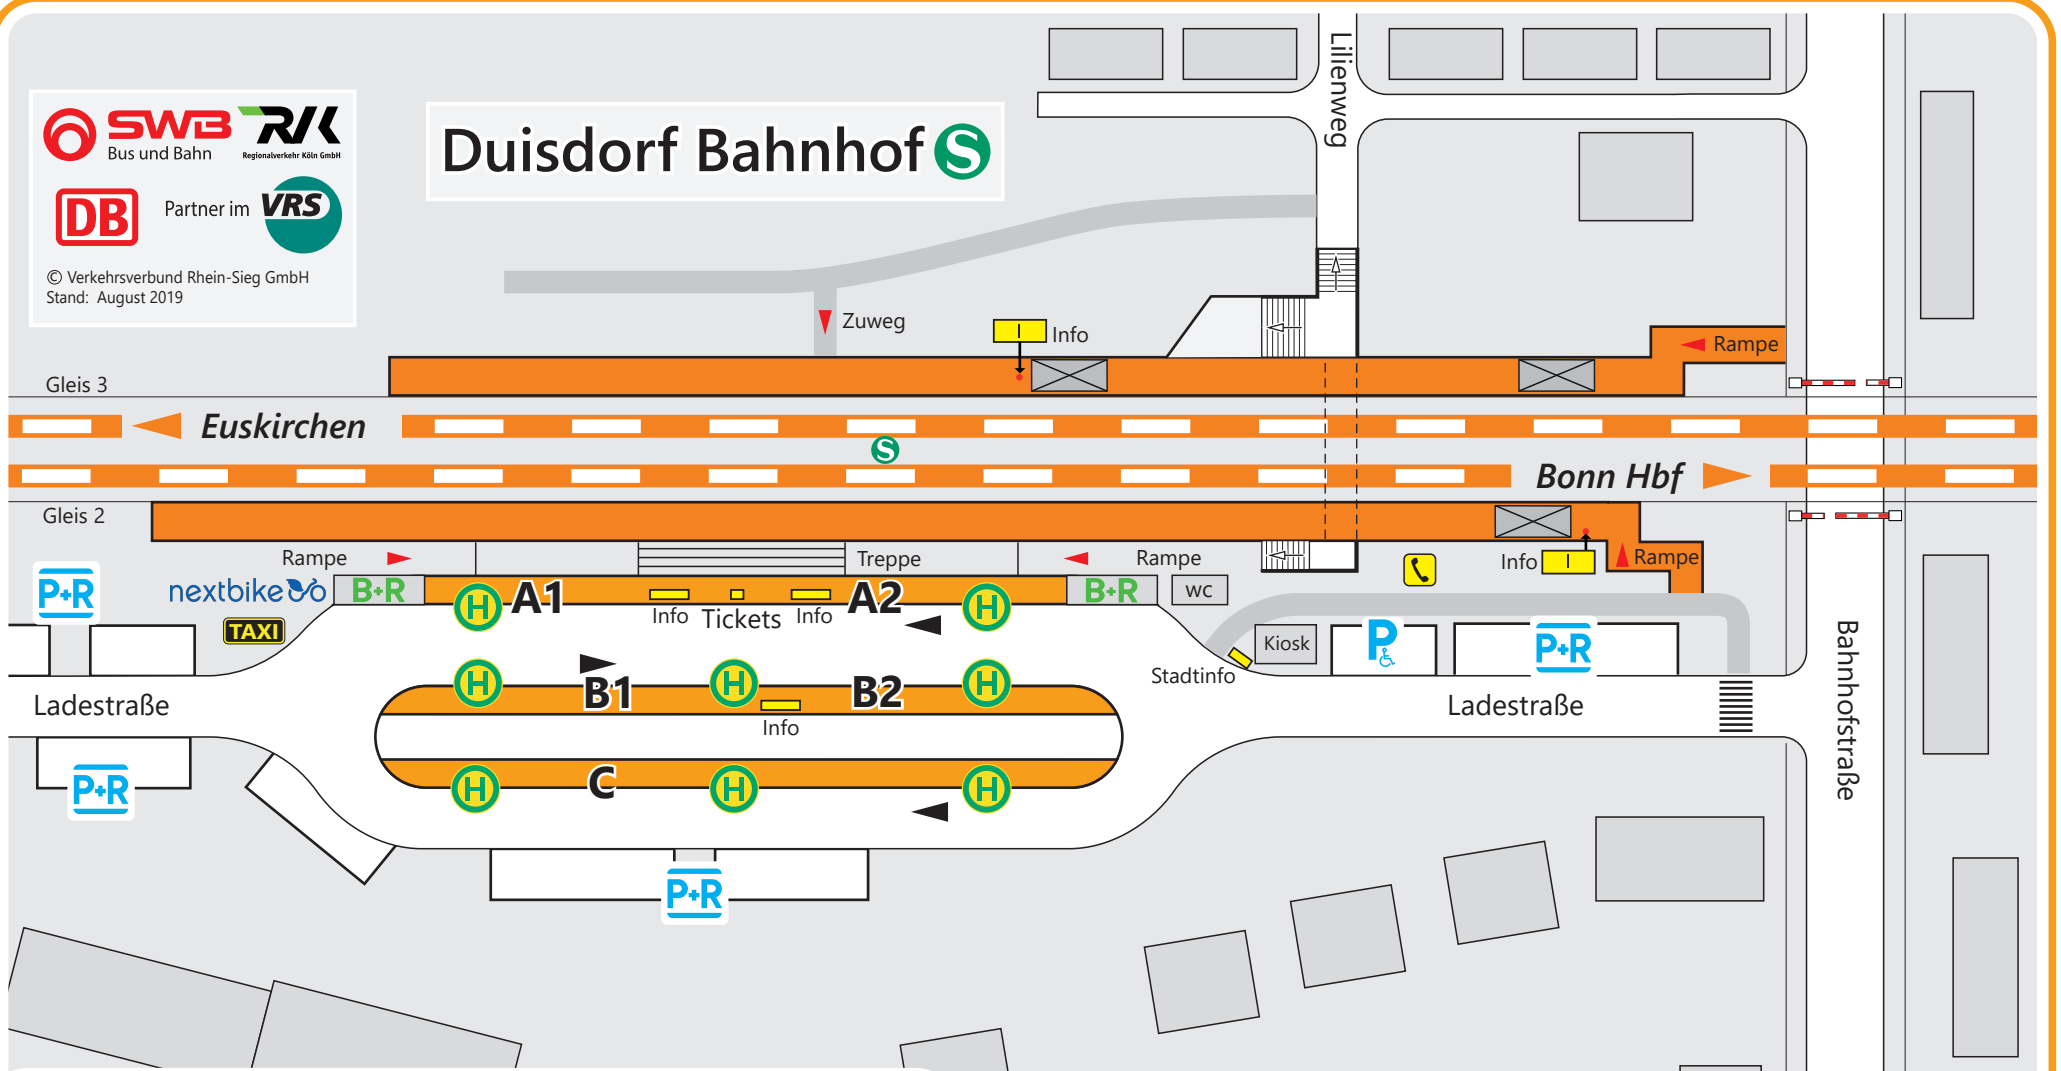 SWB
Bus und Bahn
RVK
Regionalverkehr Köln GmbH
DB
Partner im VRS
© Verkehrsverbund Rhein-Sieg GmbH
Stand: August 2019
Duisdorf Bahnhof S
Lilienweg
Zuweg
I Info
Rampe
Gleis 3
Euskirchen
S
Bonn Hbf
Gleis 2
Rampe
Treppe
Rampe
Info I
Rampe
P+R
nextbike
B+R
H A1
A2 H
B+R
WC
TAXI
Info Tickets Info
Kiosk
P
P+R
Stadtinfo
H B1 H B2 H
Info
Ladestraße
Ladestraße
Bahnhofstraße
P+R
H C H H
P+R